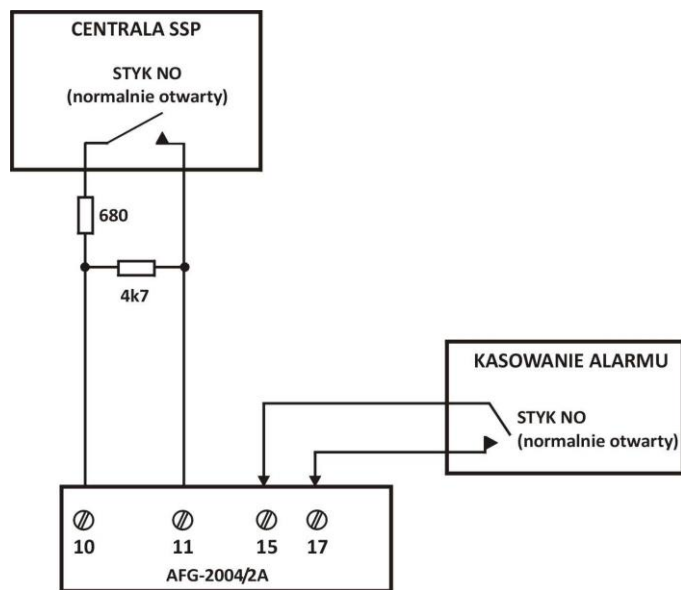 CENTRALA SSP
STYK NO
(normalnie otwarty)
680
4k7
KASOWANIE ALARMU
STYK NO
(normalnie otwarty)
10 11 15 17
AFG-2004/2A